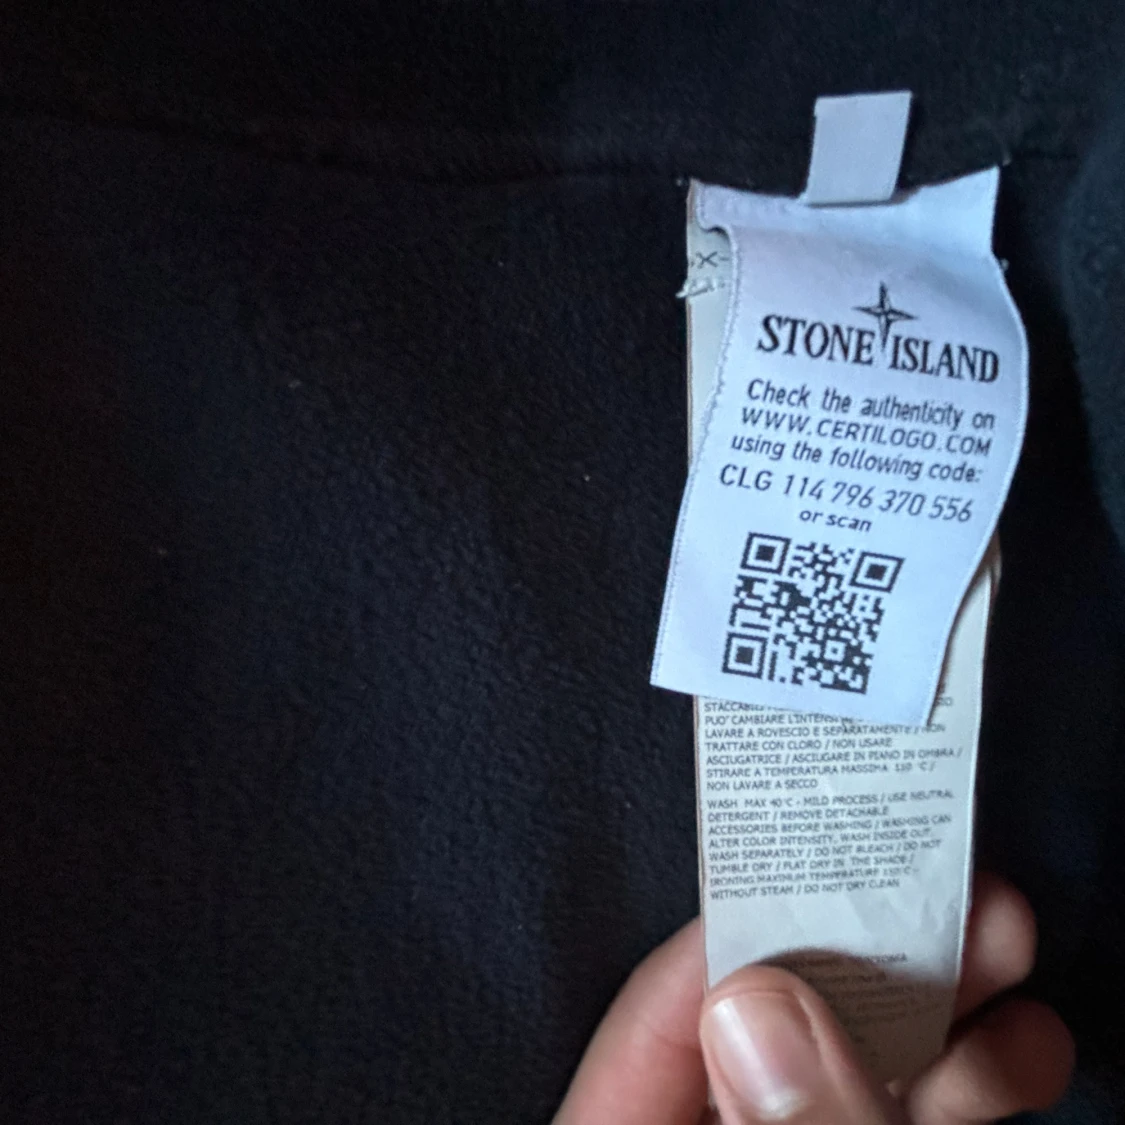 STONE ISLAND
Check the authenticity on
WWW.CERTILOGO.COM
using the following code:
CLG 114 796 370 556
or scan
PUO' CAMBIARE L'INTENSI
LAVARE A ROVESCIO E SEPARATAMENTE / NON
TRATTARE CON CLORO / NON USARE
ASCIUGATRICE / ASCIUGARE IN PIANO IN OMBRA /
STIRARE A TEMPERATURA MASSIMA 110 °C /
NON LAVARE A SECCO
WASH MAX 40°C - MILD PROCESS / USE NEUTRAL
DETERGENT / REMOVE DETACHABLE
ACCESSORIES BEFORE WASHING / WASHING CAN
ALTER COLOR INTENSITY. WASH INSIDE OUT.
WASH SEPARATELY / DO NOT BLEACH / DO NOT
TUMBLE DRY / FLAT DRY IN THE SHADE /
IRONING MAXIMUM TEMPERATURE 110°C -
WITHOUT STEAM / DO NOT DRY CLEAN